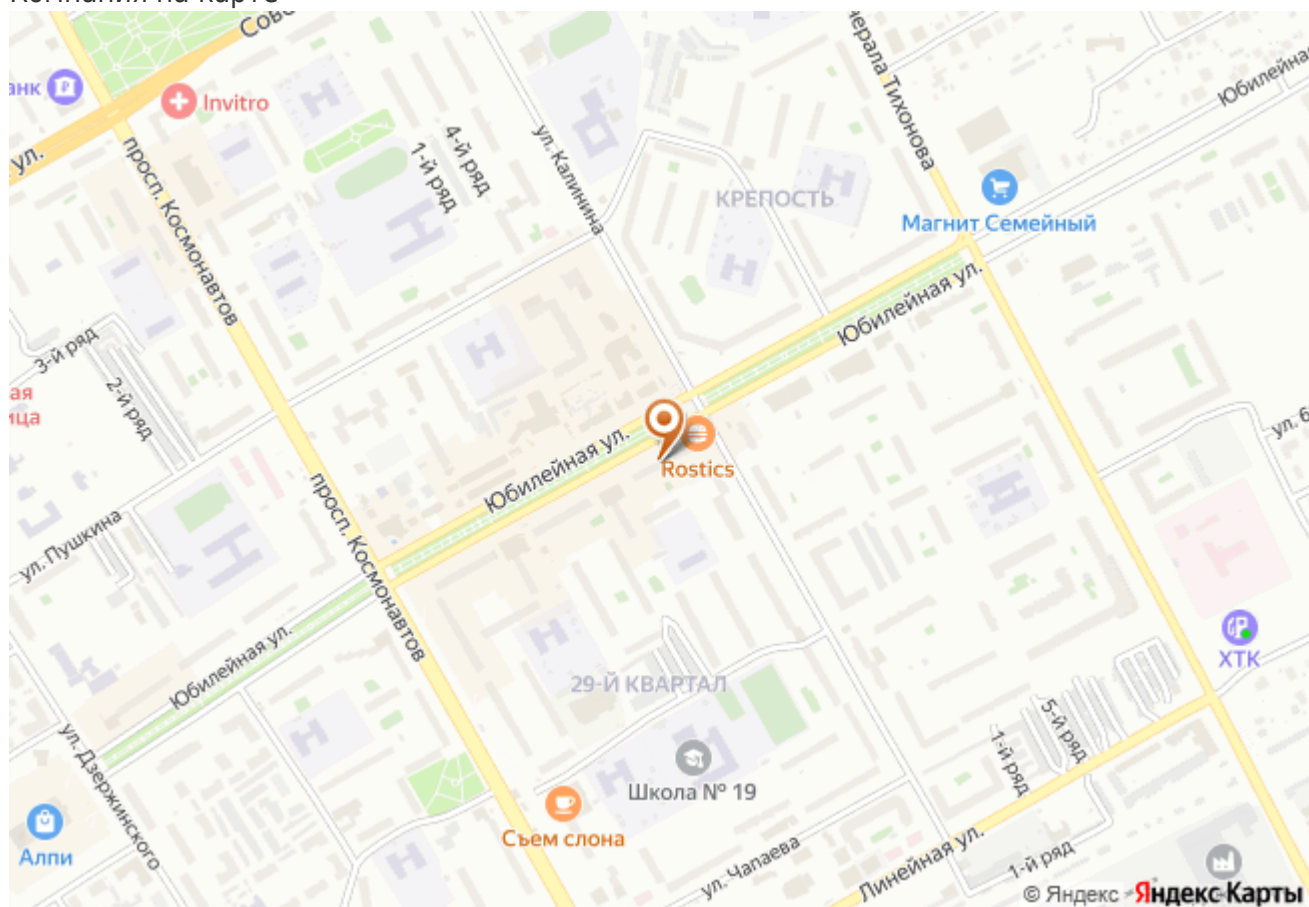 Компания на карте
Сов
нерала Тихонова
Юбилейна
анк
Invitro
ул.
4-й ряд
1-й ряд
ул. Калинина
КРЕПОСТЬ
Магнит Семейный
просп. Космонавтов
Юбилейная ул.
3-й ряд
2-й ряд
ая
ица
Юбилейная ул.
Rostics
ул. 6
ул. Пушкина
просп. Космонавтов
Юбилейная ул.
29-Й КВАРТАЛ
ХТК
5-й ряд
1-й ряд
Школа № 19
ул. Дзержинского
Алпи
Съем слона
ул. Чапаева
Линейная ул.
1-й ряд
© Яндекс Яндекс Карты